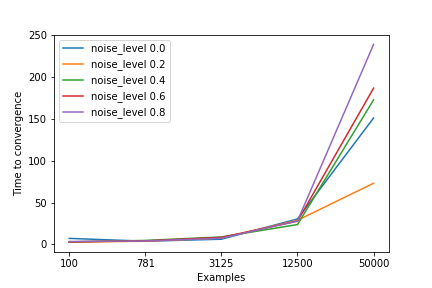 250
200
150
100
50
0
Time to convergence
noise_level 0.0
noise_level 0.2
noise_level 0.4
noise_level 0.6
noise_level 0.8
100 781 3125 12500 50000
Examples